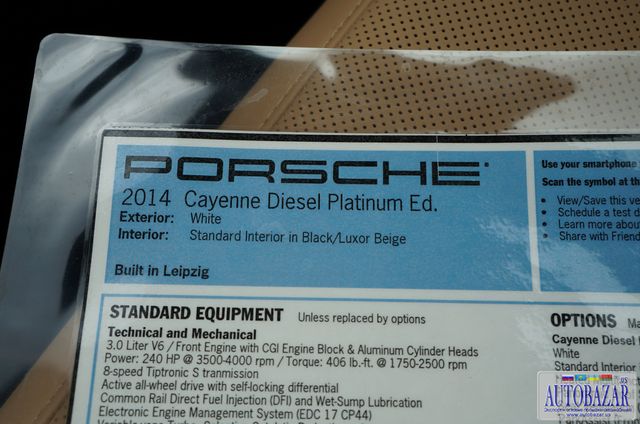 PORSCHE
2014 Cayenne Diesel Platinum Ed.
Exterior: White
Interior: Standard Interior in Black/Luxor Beige
Built in Leipzig
Use your smartphone
Scan the symbol at th
• View/Save this ve
• Schedule a test d
• Learn more abou
• Share with Friend
STANDARD EQUIPMENT Unless replaced by options
Technical and Mechanical
3.0 Liter V6 / Front Engine with CGI Engine Block & Aluminum Cylinder Heads
Power: 240 HP @ 3500-4000 rpm / Torque: 406 lb.-ft. @ 1750-2500 rpm
8-speed Tiptronic S tranmission
Active all-wheel drive with self-locking differential
Common Rail Direct Fuel Injection (DFI) and Wet-Sump Lubrication
Electronic Engine Management System (EDC 17 CP44)
OPTIONS Ma
Cayenne Diesel
White
Standard Interior
AUTOBAZAR.US